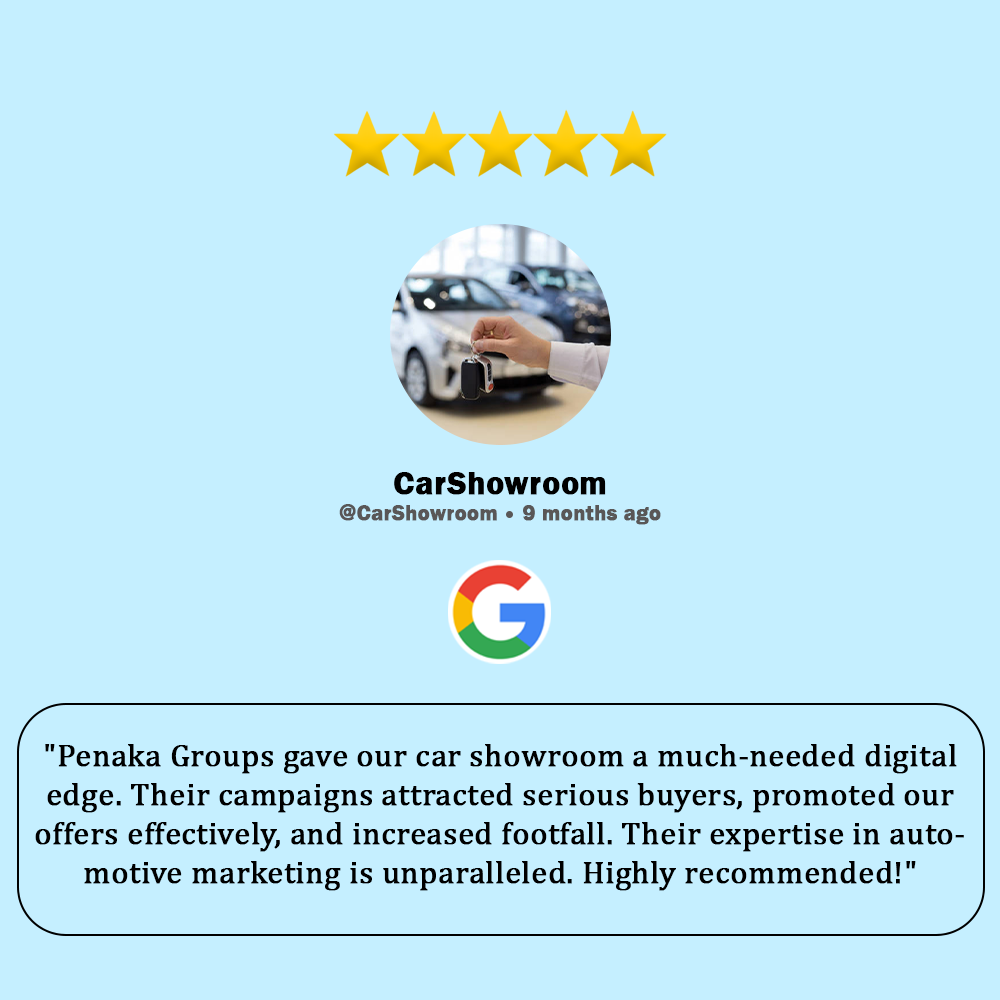 CarShowroom
@CarShowroom • 9 months ago
"Penaka Groups gave our car showroom a much-needed digital
edge. Their campaigns attracted serious buyers, promoted our
offers effectively, and increased footfall. Their expertise in auto-
motive marketing is unparalleled. Highly recommended!"